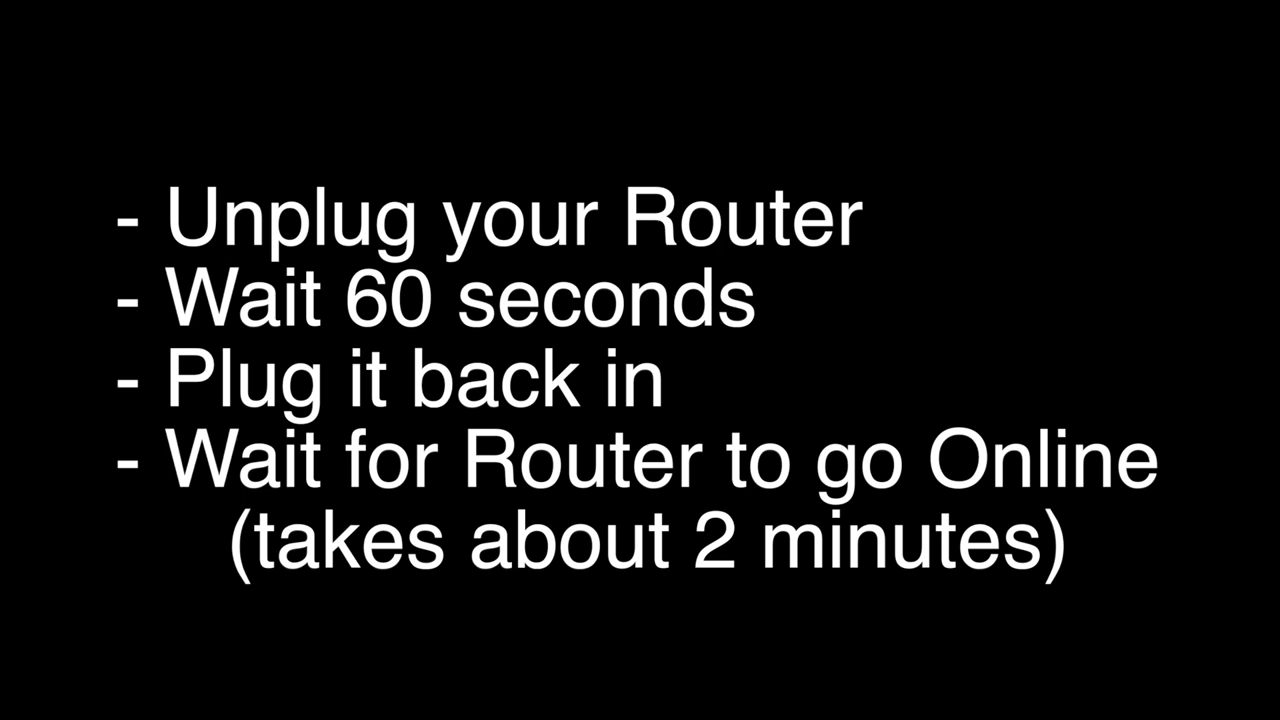 - Unplug your Router
- Wait 60 seconds
- Plug it back in
- Wait for Router to go Online
(takes about 2 minutes)